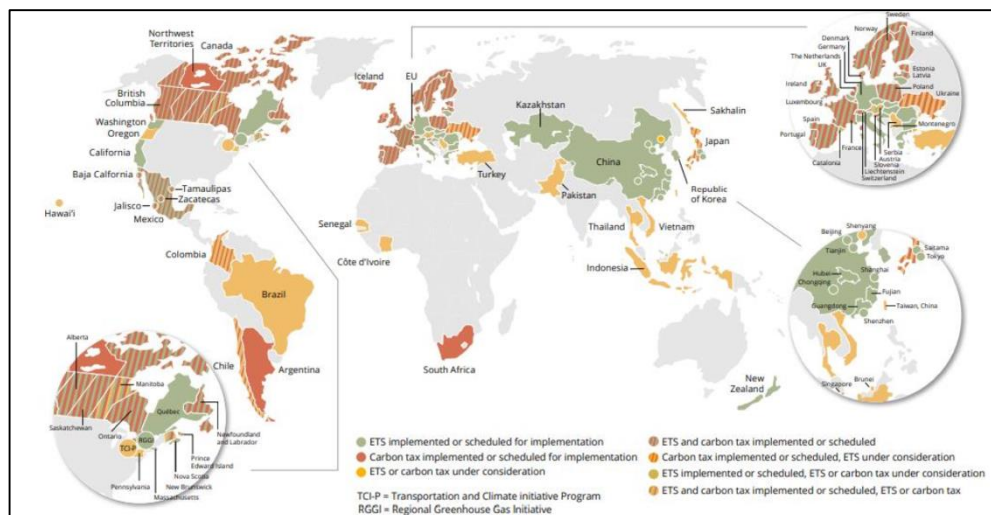 Northwest
Territories
Canada
British
Columbia
Washington
Oregon
California
Baja Calfornia
Hawai'i
Jalisco
Mexico
Tamaulipas
Zacatecas
Colombia
Brazil
Chile
Argentina
Iceland
EU
Kazakhstan
China
Turkey
Pakistan
Senegal
Côte d'Ivoire
South Africa
Thailand
Vietnam
Indonesia
Sakhalin
Japan
Republic
of Korea
New
Zealand
Sweden
Norway
Finland
Denmark
Germany
The Netherlands
UK
Estonia
Latvia
Ireland
Poland
Ukraine
Luxembourg
Spain
Portugal
Montenegro
France
Catalonia
Serbia
Austria
Slovenia
Liechtenstein
Switzerland
Beijing
Shenyang
Tianjin
Saitama
Tokyo
Hubei
Shanghai
Chongqing
Fujian
Guangdong
Taiwan, China
Shenzhen
Singapore
Brunei
Alberta
Manitoba
Québec
Saskatchewan
Ontario
RGGI
TCI-P
Newfoundland
and Labrador
Prince
Edward Island
Nova Scotia
New Brunswick
Massachusetts
Pennsylvania
ETS implemented or scheduled for implementation
Carbon tax implemented or scheduled for implementation
ETS or carbon tax under consideration
TCI-P = Transportation and Climate initiative Program
RGGI = Regional Greenhouse Gas Initiative
ETS and carbon tax implemented or scheduled
Carbon tax implemented or scheduled, ETS under consideration
ETS implemented or scheduled, ETS or carbon tax under consideration
ETS and carbon tax implemented or scheduled, ETS or carbon tax